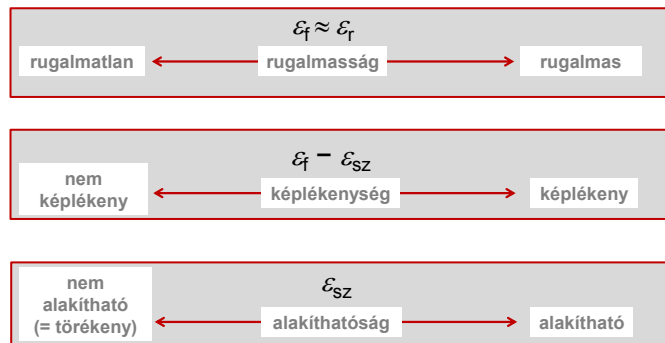 εf ≈ εr
rugalmatlan rugalmasság rugalmas
εf − εsz
nem
képlékeny képlékenység képlékeny
εsz
nem
alakítható
(= törékeny) alakíthatóság alakítható